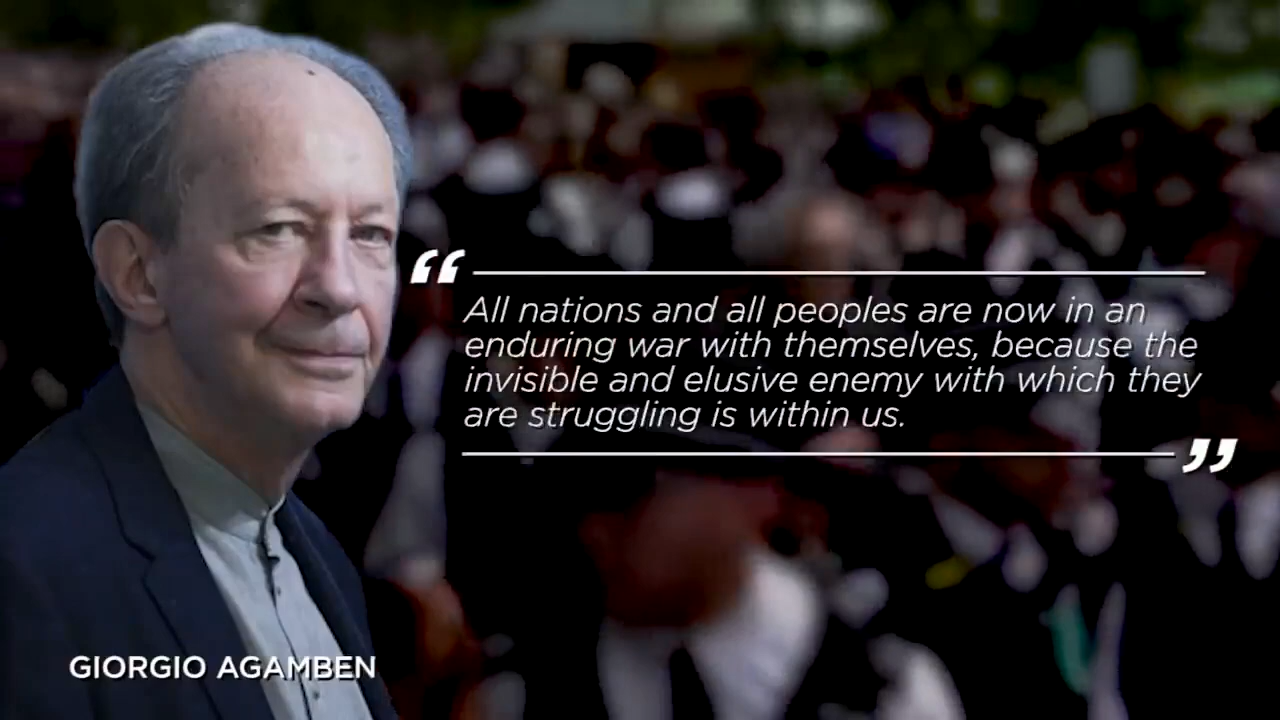 “
All nations and all peoples are now in an
enduring war with themselves, because the
invisible and elusive enemy with which they
are struggling is within us.
”
GIORGIO AGAMBEN